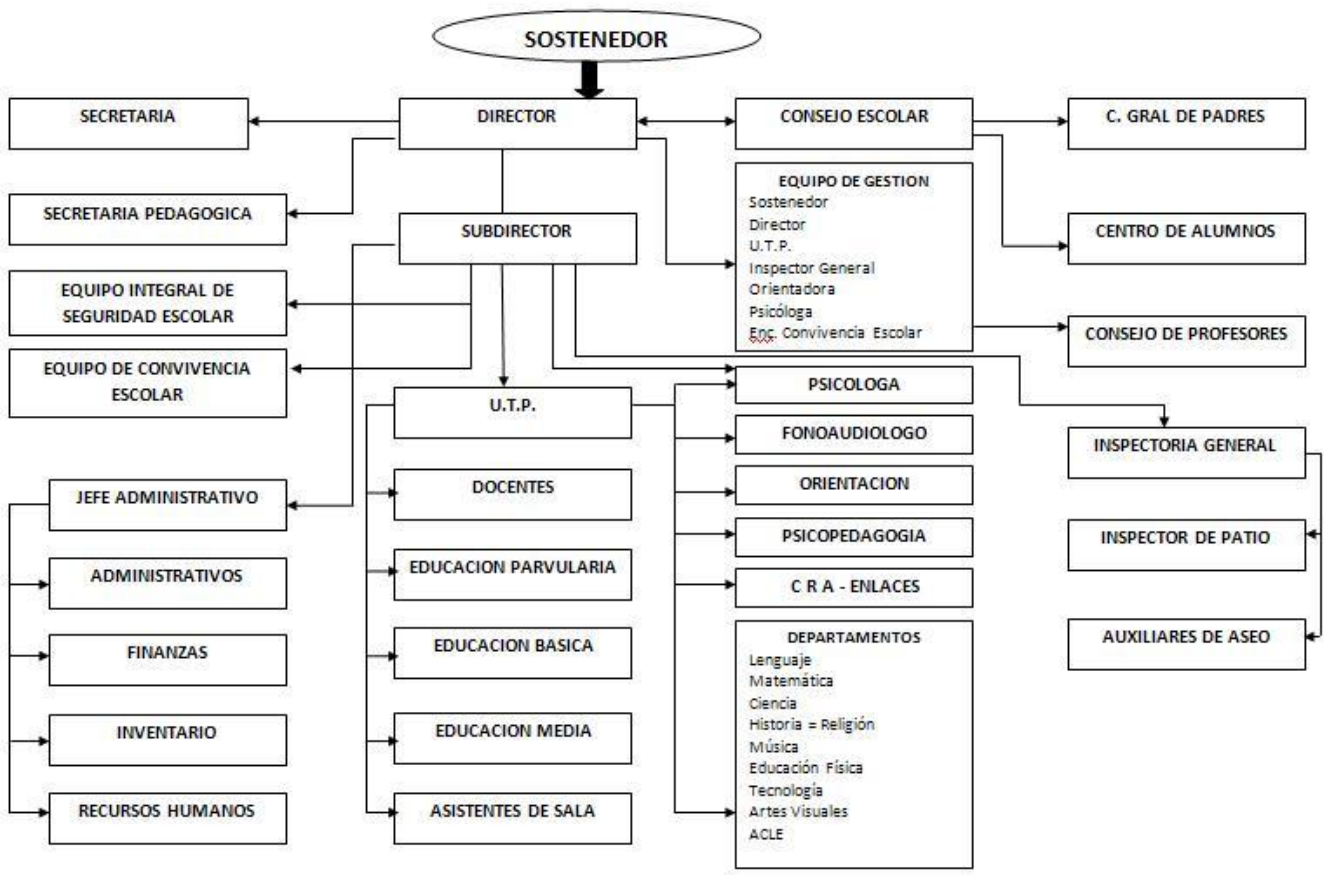 SOSTENEDOR
SECRETARIA
DIRECTOR
CONSEJO ESCOLAR
C. GRAL DE PADRES
EQUIPO DE GESTION
Sostenedor
Director
U.T.P.
Inspector General
Orientadora
Psicóloga
Enc. Convivencia Escolar
SECRETARIA PEDAGOGICA
SUBDIRECTOR
CENTRO DE ALUMNOS
EQUIPO INTEGRAL DE
SEGURIDAD ESCOLAR
CONSEJO DE PROFESORES
EQUIPO DE CONVIVENCIA
ESCOLAR
U.T.P.
PSICOLOGA
FONOAUDIOLOGO
INSPECTORIA GENERAL
JEFE ADMINISTRATIVO
DOCENTES
ORIENTACION
PSICOPEDAGOGIA
INSPECTOR DE PATIO
ADMINISTRATIVOS
EDUCACION PARVULARIA
C R A - ENLACES
FINANZAS
EDUCACION BASICA
DEPARTAMENTOS
Lenguaje
Matemática
Ciencia
Historia = Religión
Música
Educación Física
Tecnología
Artes Visuales
ACLE
AUXILIARES DE ASEO
INVENTARIO
EDUCACION MEDIA
RECURSOS HUMANOS
ASISTENTES DE SALA